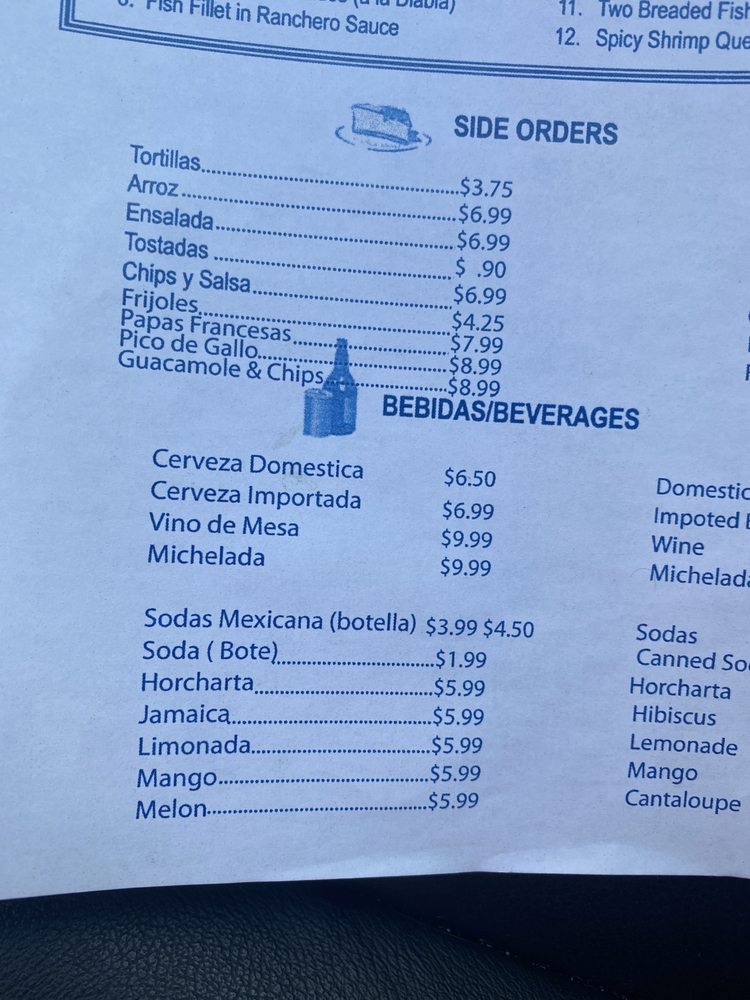 Fish Fillet in Ranchero Sauce
11. Two Breaded Fish
12. Spicy Shrimp Que
SIDE ORDERS
Tortillas..........$3.75
Arroz..........$6.99
Ensalada..........$6.99
Tostadas..........$ .90
Chips y Salsa..........$6.99
Frijoles..........$4.25
Papas Francesas..........$7.99
Pico de Gallo..........$8.99
Guacamole & Chips..........$8.99
BEBIDAS/BEVERAGES
Cerveza Domestica $6.50
Cerveza Importada $6.99
Vino de Mesa $9.99
Michelada $9.99
Sodas Mexicana (botella) $3.99 $4.50
Soda ( Bote)..........$1.99
Horcharta..........$5.99
Jamaica..........$5.99
Limonada..........$5.99
Mango..........$5.99
Melon..........$5.99
Domestic
Impoted
Wine
Michelada
Sodas
Canned So
Horcharta
Hibiscus
Lemonade
Mango
Cantaloupe